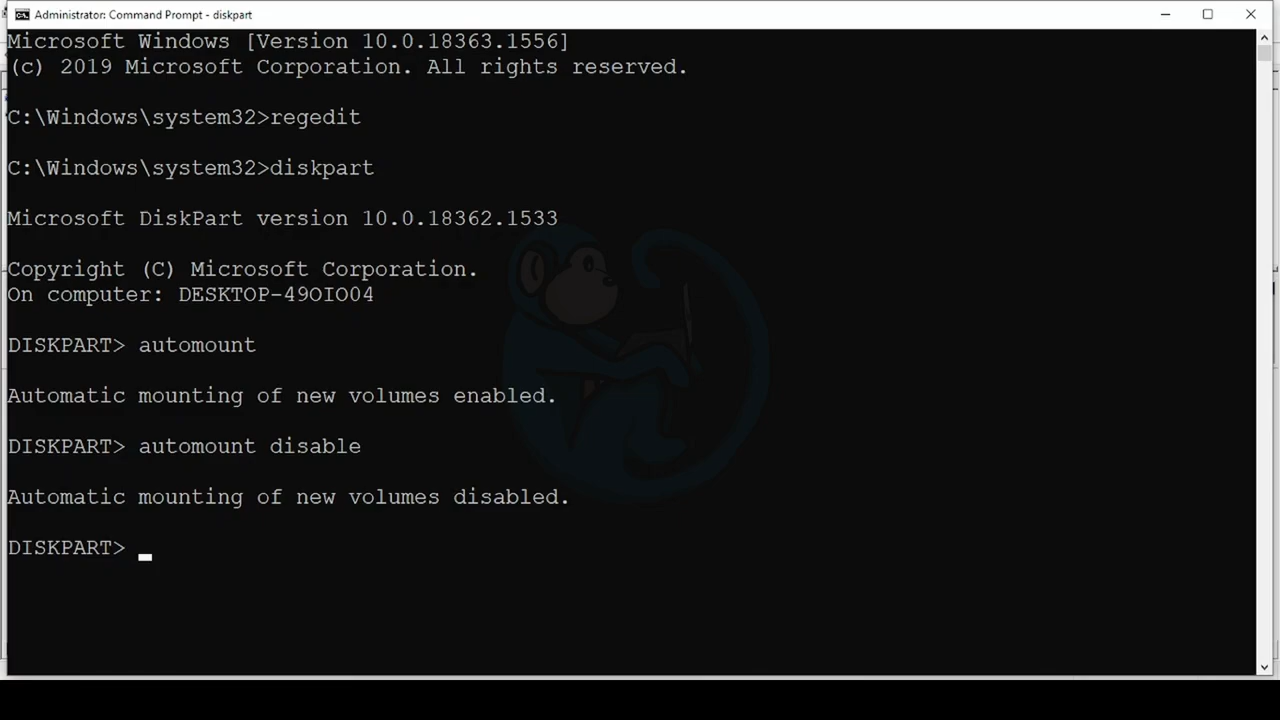 Administrator: Command Prompt - diskpart
Microsoft Windows [Version 10.0.18363.1556]
(c) 2019 Microsoft Corporation. All rights reserved.
C:\Windows\system32>regedit
C:\Windows\system32>diskpart
Microsoft DiskPart version 10.0.18362.1533
Copyright (C) Microsoft Corporation.
On computer: DESKTOP-49OIO04
DISKPART> automount
Automatic mounting of new volumes enabled.
DISKPART> automount disable
Automatic mounting of new volumes disabled.
DISKPART>